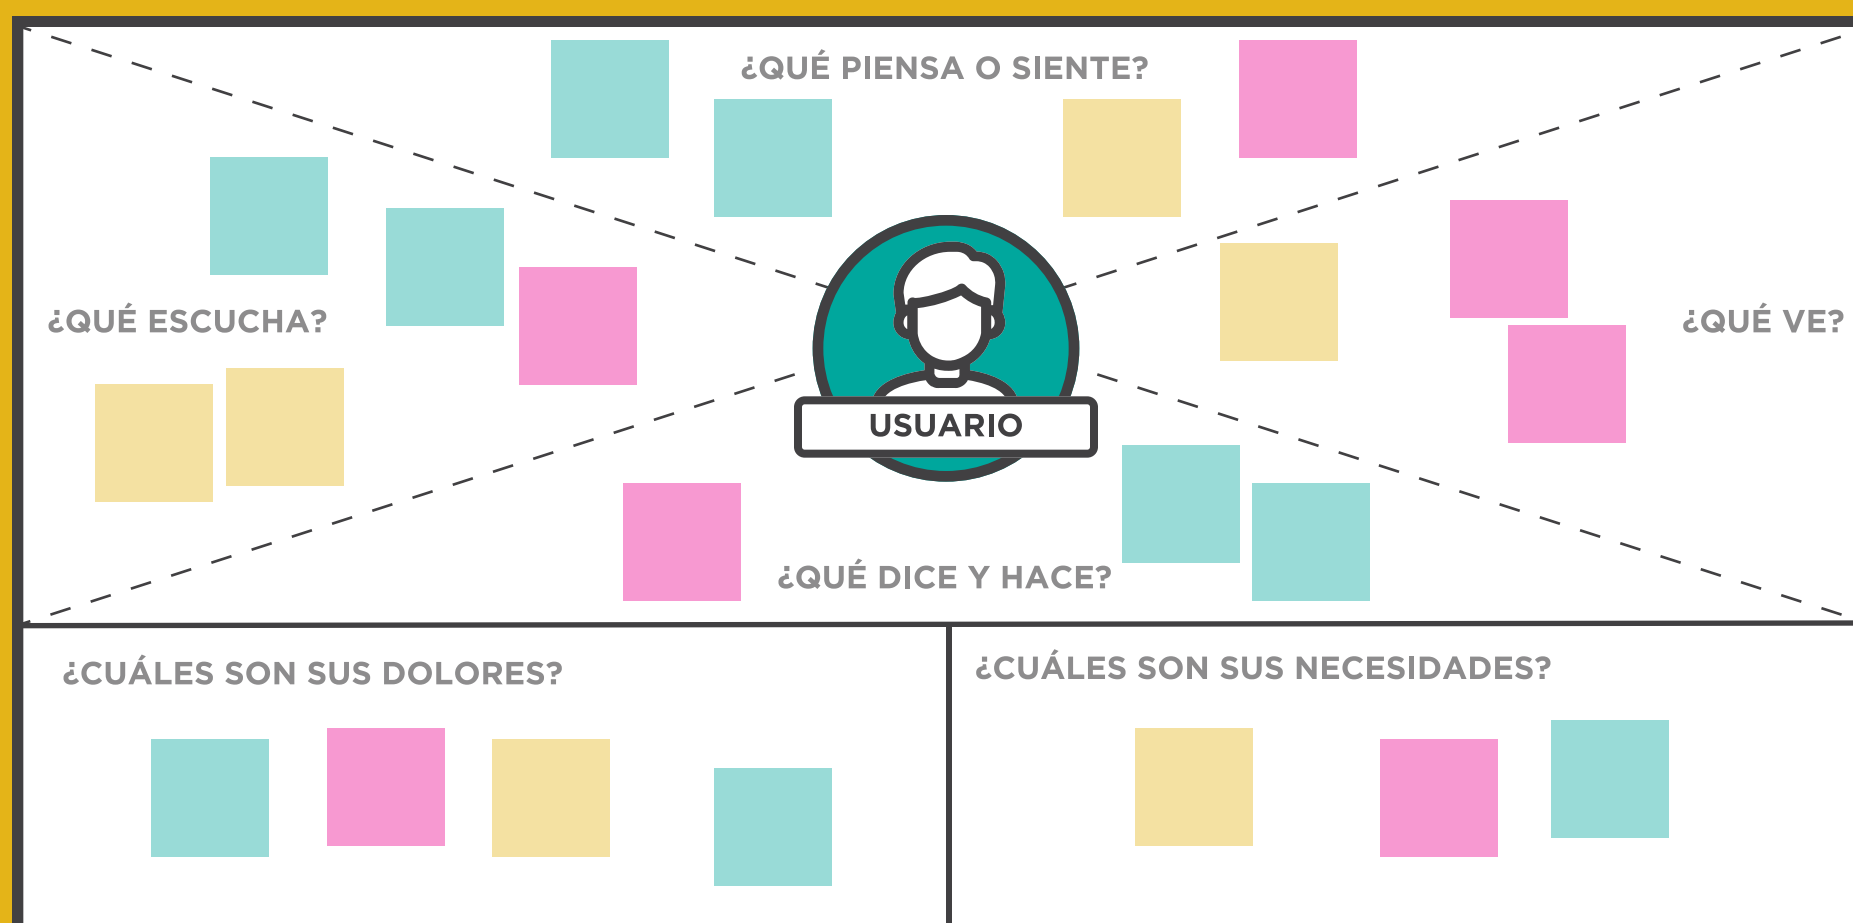 ¿QUÉ PIENSA O SIENTE?
¿QUÉ ESCUCHA?
¿QUÉ VE?
USUARIO
¿QUÉ DICE Y HACE?
¿CUÁLES SON SUS DOLORES?
¿CUÁLES SON SUS NECESIDADES?